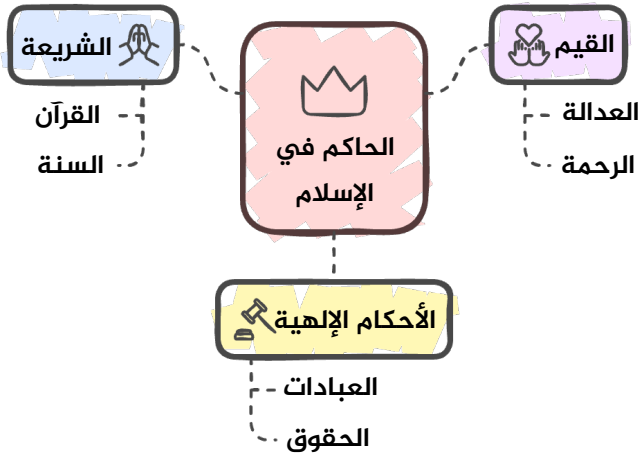 الحاكم في
الإسلام
القيم
العدالة
الرحمة
الشريعة
القرآن
السنة
الأحكام الإلهية
العبادات
الحقوق